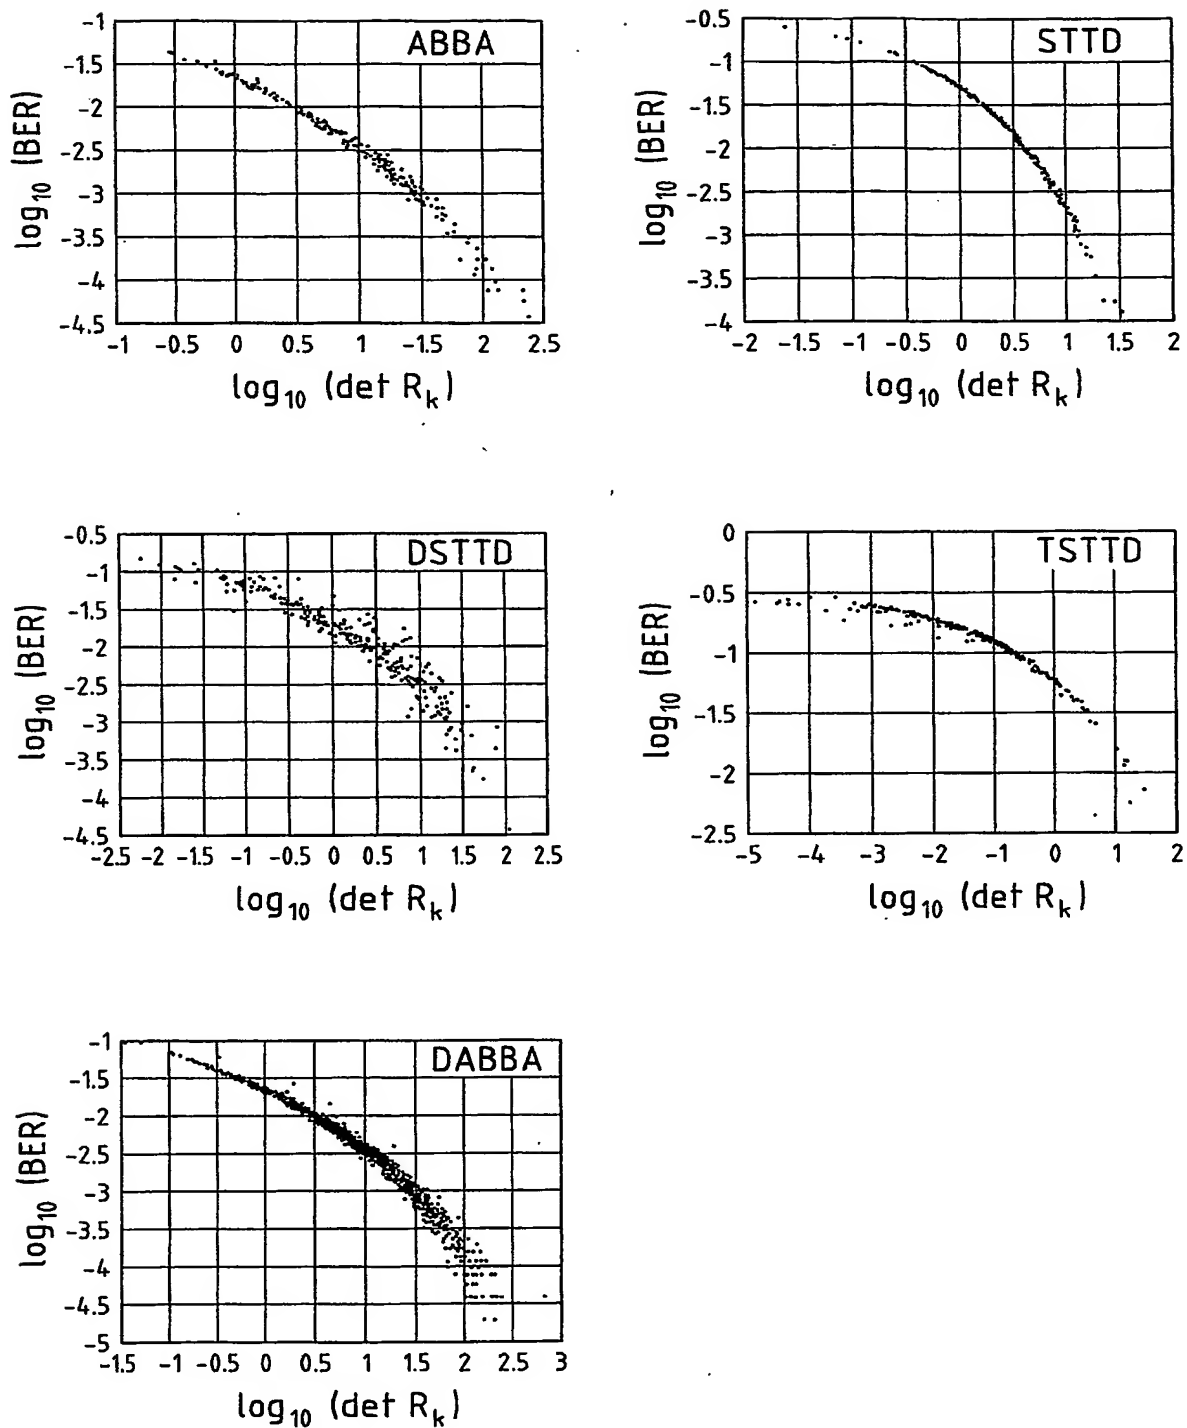 ABBA
-1
-1.5
-2
-2.5
-3
-3.5
-4
-4.5
log₁₀ (BER)
-1 -0.5 0 0.5 1.0 -1.5 2 2.5
log₁₀ (det Rₖ)
STTD
-0.5
-1
-1.5
-2
-2.5
-3
-3.5
-4
log₁₀ (BER)
-2 -1.5 -1 -0.5 0 0.5 1 1.5 2
log₁₀ (det Rₖ)
DSTTD
-0.5
-1
-1.5
-2
-2.5
-3
-3.5
-4
-4.5
log₁₀ (BER)
-2.5 -2 -1.5 -1 -0.5 0 0.5 1 1.5 2 2.5
log₁₀ (det Rₖ)
TSTTD
0
-0.5
-1
-1.5
-2
-2.5
log₁₀ (BER)
-5 -4 -3 -2 -1 0 1 2
log₁₀ (det Rₖ)
DABBA
-1
-1.5
-2
-2.5
-3
-3.5
-4
-4.5
-5
log₁₀ (BER)
-1.5 -1 -0.5 0 0.5 1 1.5 2 2.5 3
log₁₀ (det Rₖ)